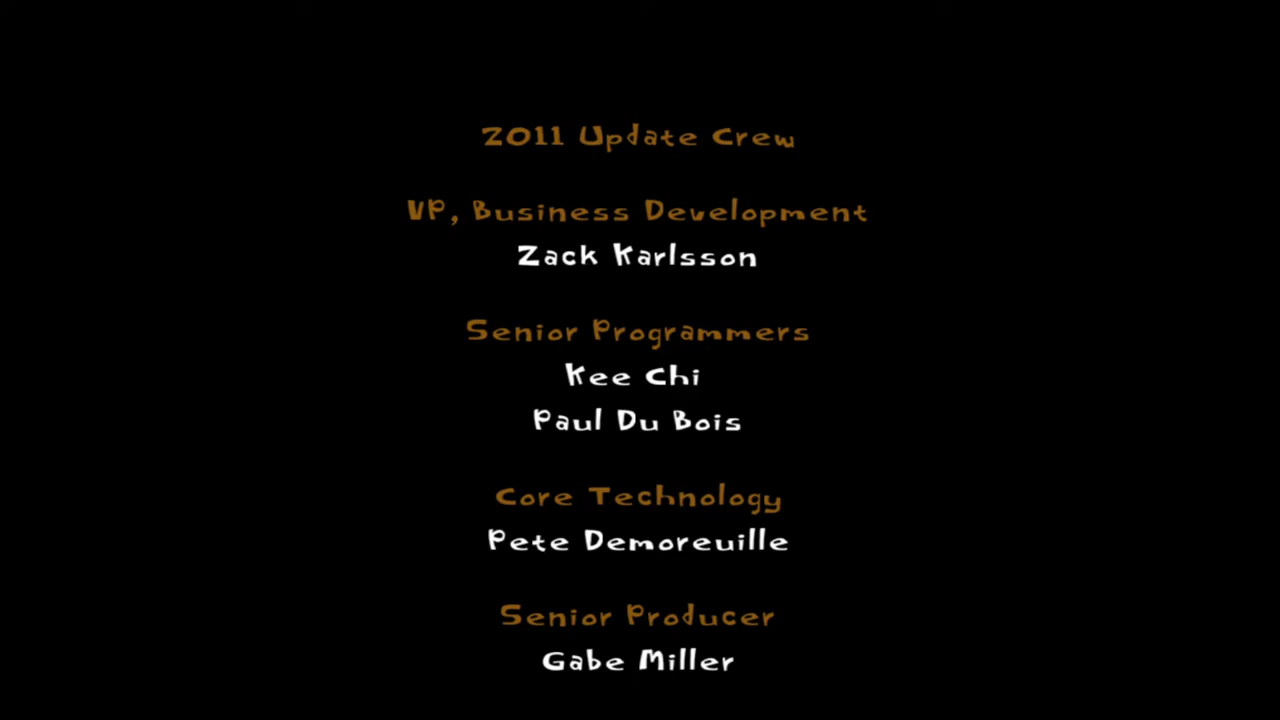 2011 Update Crew
VP, Business Development
Zack Karlsson
Senior Programmers
Kee Chi
Paul Du Bois
Core Technology
Pete Demoreuille
Senior Producer
Gabe Miller